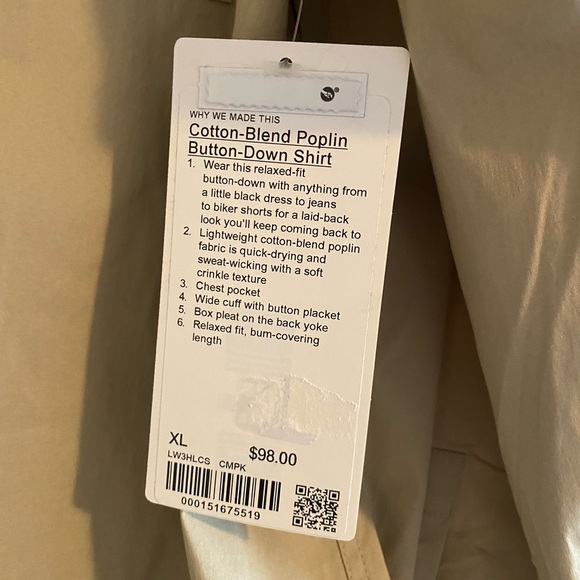 WHY WE MADE THIS
Cotton-Blend Poplin
Button-Down Shirt
1. Wear this relaxed-fit
button-down with anything from
a little black dress to jeans
to biker shorts for a laid-back
look you'll keep coming back to
2. Lightweight cotton-blend poplin
fabric is quick-drying and
sweat-wicking with a soft
crinkle texture
3. Chest pocket
4. Wide cuff with button placket
5. Box pleat on the back yoke
6. Relaxed fit, bum-covering
length
XL
$98.00
LW3HLCS CMPK
000151675519